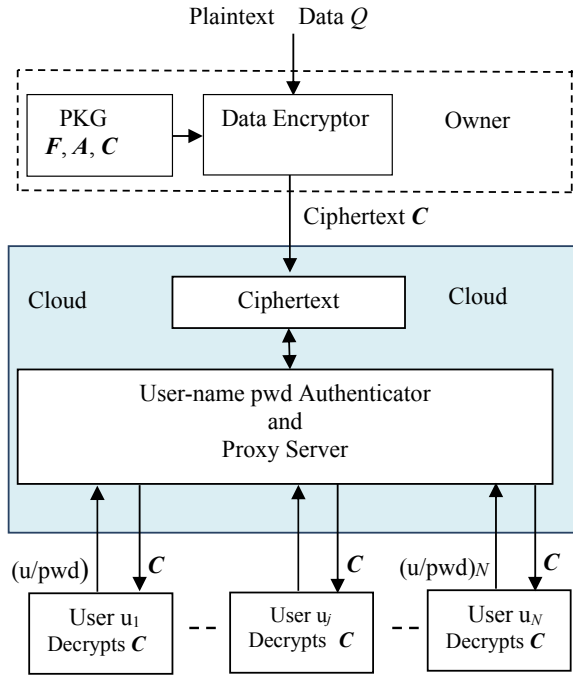 Plaintext Data Q
PKG
F, A, C
Data Encryptor
Owner
Ciphertext C
Cloud
Ciphertext
Cloud
User-name pwd Authenticator
and
Proxy Server
(u/pwd)
C
C
(u/pwd)N
C
User u1
Decrypts C
User uj
Decrypts C
User uN
Decrypts C